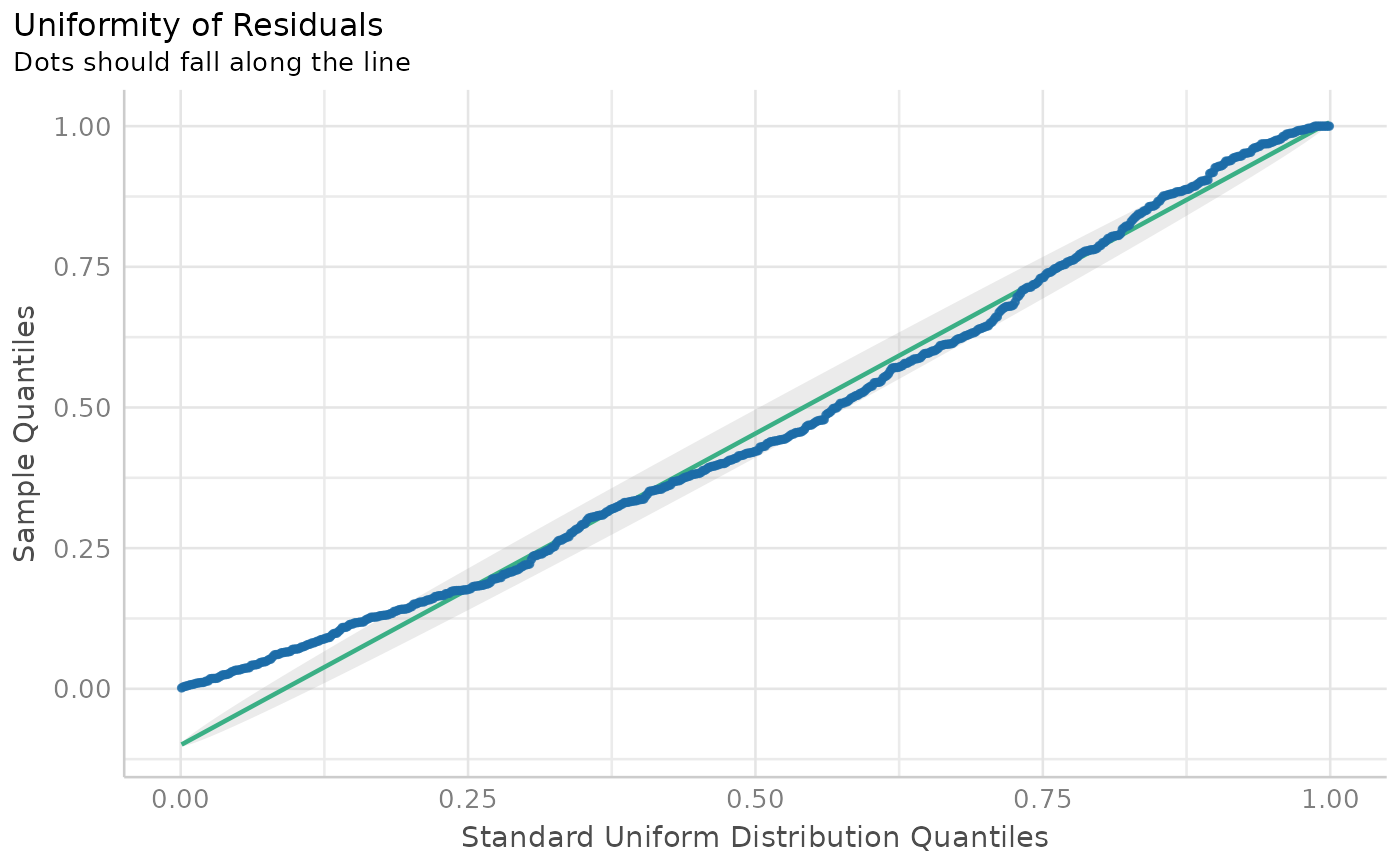 Uniformity of Residuals
Dots should fall along the line
1.00
0.75
0.50
0.25
0.00
Sample Quantiles
0.00 0.25 0.50 0.75 1.00
Standard Uniform Distribution Quantiles